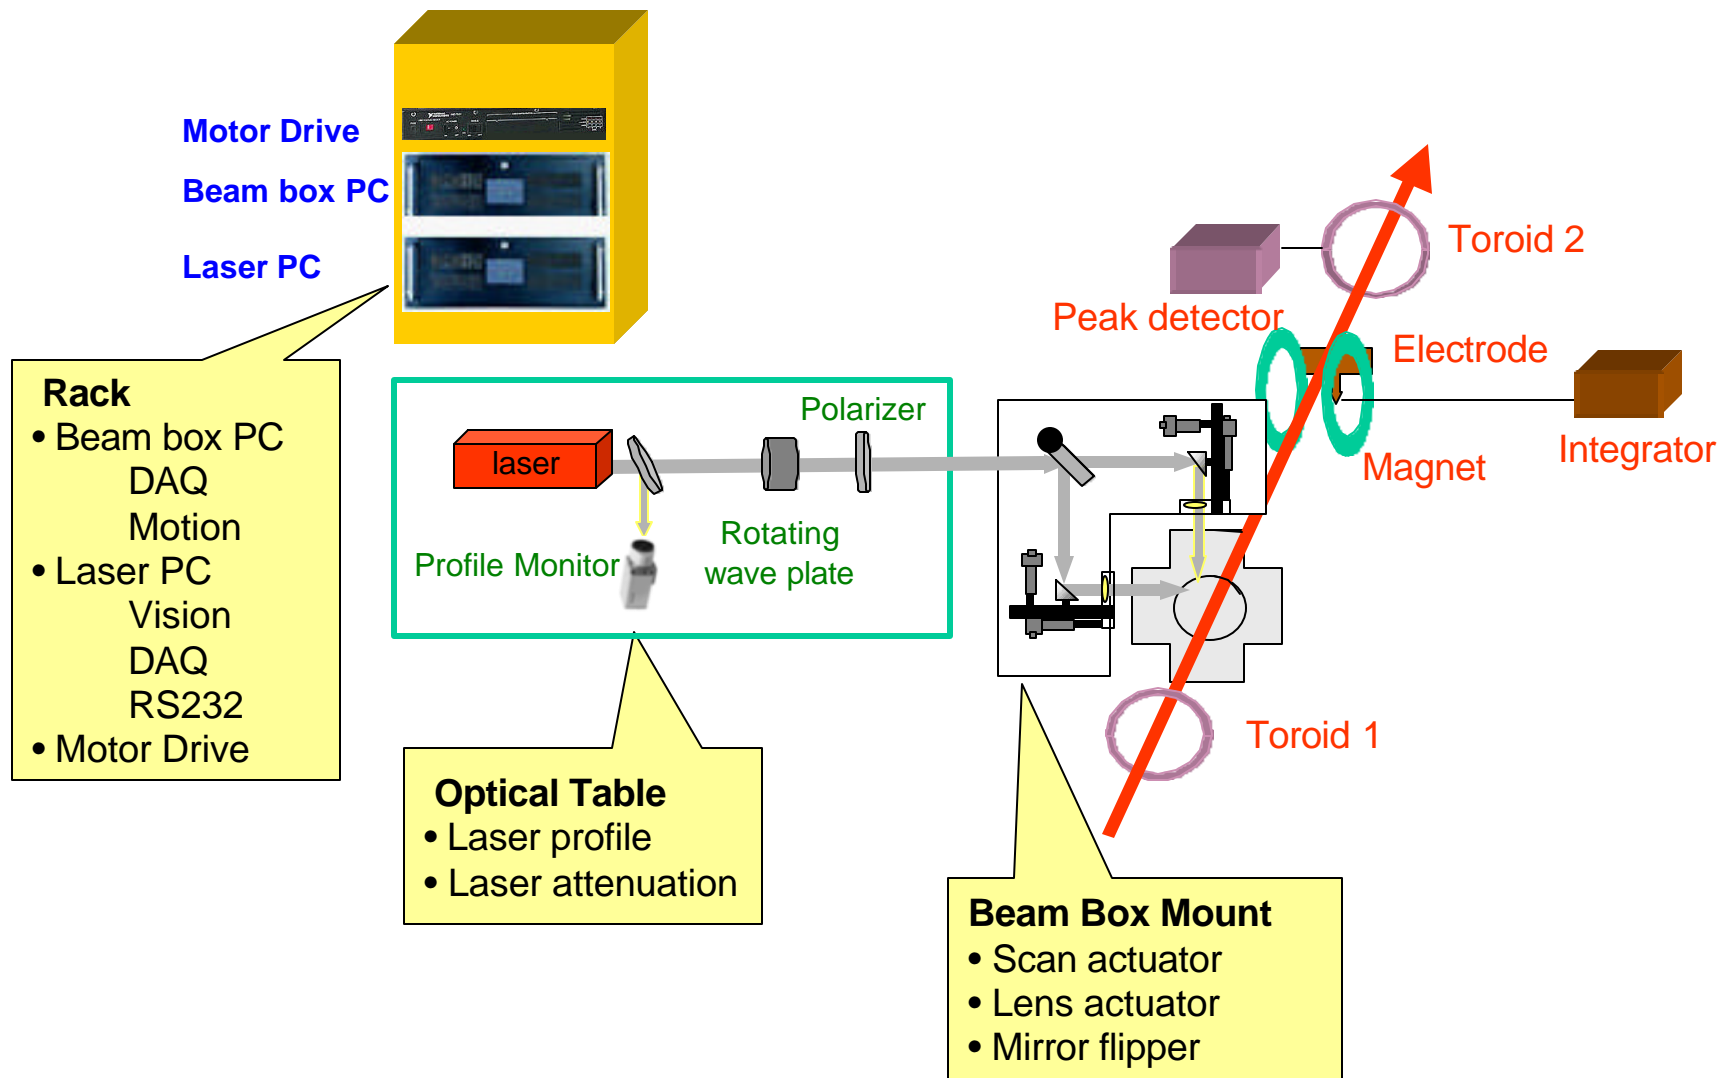 Motor Drive
Beam box PC
Laser PC
Rack
• Beam box PC
DAQ
Motion
• Laser PC
Vision
DAQ
RS232
• Motor Drive
laser
Polarizer
Profile Monitor
Rotating
wave plate
Optical Table
• Laser profile
• Laser attenuation
Beam Box Mount
• Scan actuator
• Lens actuator
• Mirror flipper
Toroid 2
Peak detector
Electrode
Magnet
Integrator
Toroid 1